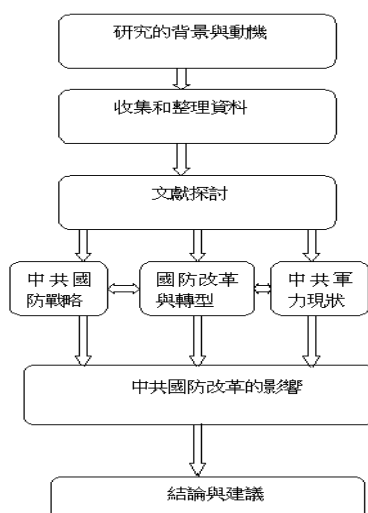 研究的背景與動機
收集和整理資料
文獻探討
中共國
防戰略
國防改革
與轉型
中共軍
力現狀
中共國防改革的影響
結論與建議